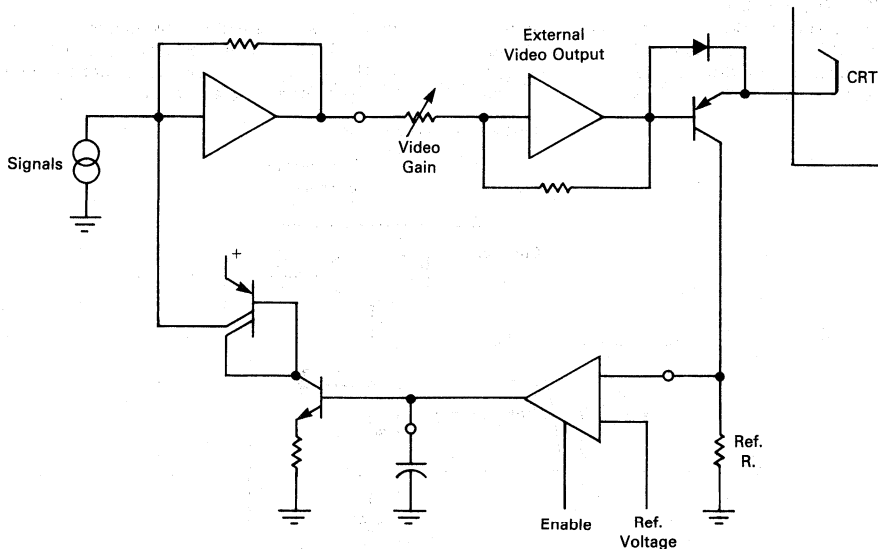 External
Video Output
CRT
Signals
Video
Gain
+
Ref.
R.
Enable
Ref.
Voltage